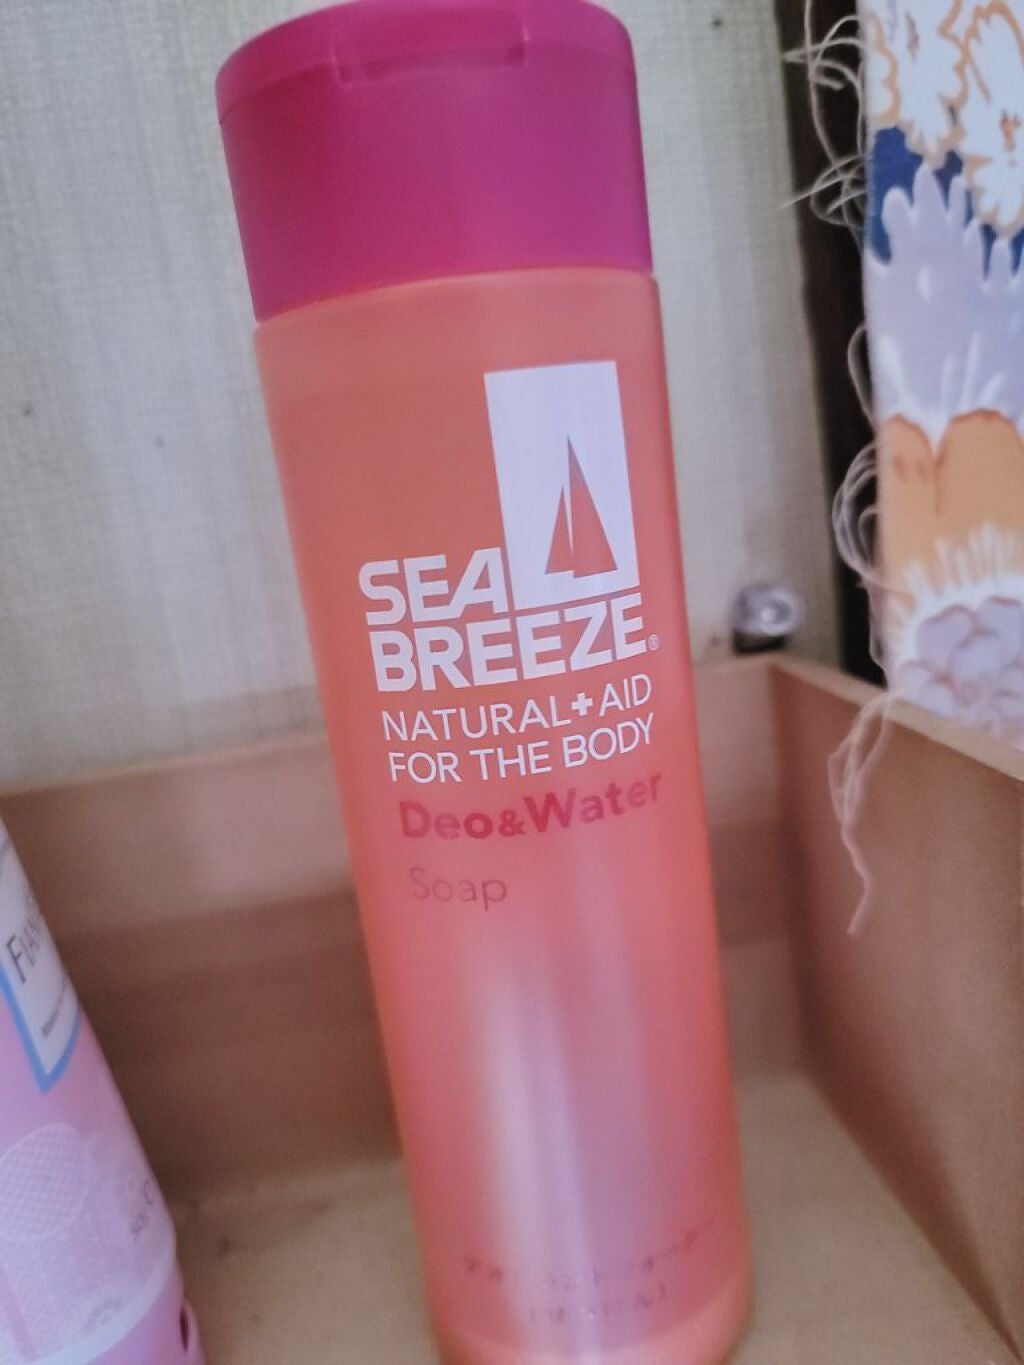 SEA
BREEZE®
NATURAL+AID
FOR THE BODY
Deo&Water
Soap